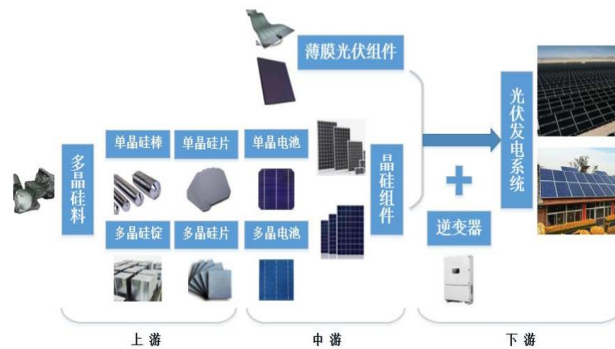 薄膜光伏组件
多晶硅料
单晶硅棒
单晶硅片
单晶电池
多晶硅锭
多晶硅片
多晶电池
晶硅组件
逆变器
光伏发电系统
上游
中游
下游